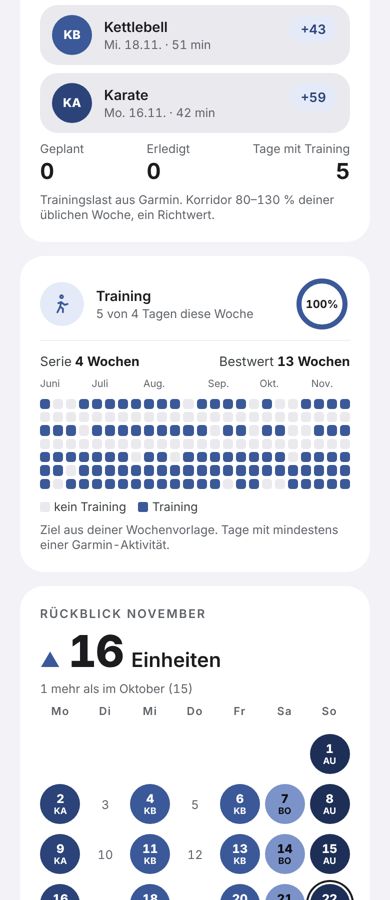 KB
Kettlebell
Mi. 18.11. · 51 min
+43
KA
Karate
Mo. 16.11. · 42 min
+59
Geplant Erledigt Tage mit Training
0 0 5
Trainingslast aus Garmin. Korridor 80–130 % deiner
üblichen Woche, ein Richtwert.
Training
5 von 4 Tagen diese Woche
100%
Serie 4 Wochen Bestwert 13 Wochen
Juni Juli Aug. Sep. Okt. Nov.
kein Training Training
Ziel aus deiner Wochenvorlage. Tage mit mindestens
einer Garmin-Aktivität.
RÜCKBLICK NOVEMBER
16 Einheiten
1 mehr als im Oktober (15)
Mo Di Mi Do Fr Sa So
1
AU
2 3 4 5 6 7 8
KA KB KB BO AU
9 10 11 12 13 14 15
KA KB KB BO AU
16 18 20 21 22